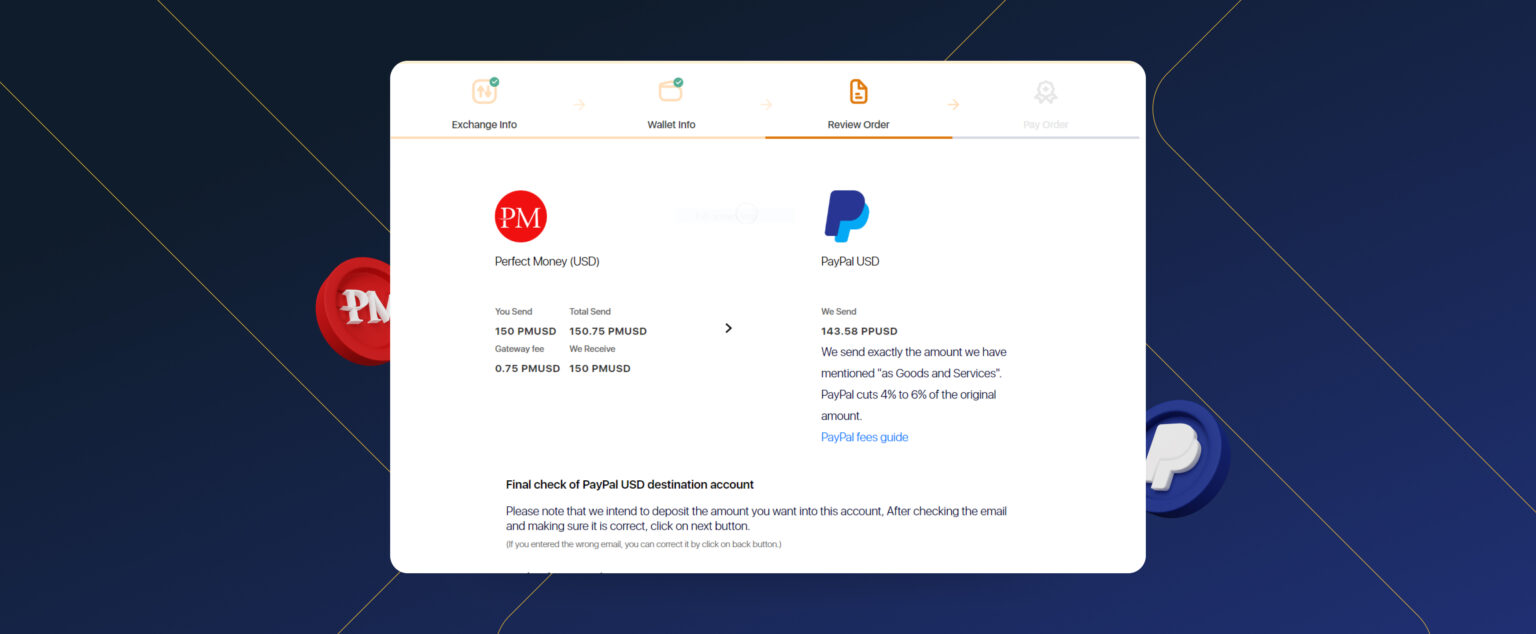 Exchange Info
Wallet Info
Review Order
Pay Order
PM
Perfect Money (USD)
PayPal USD
PM
You Send
Total Send
150 PMUSD
150.75 PMUSD
Gateway fee
We Receive
0.75 PMUSD
150 PMUSD
We Send
143.58 PPUSD
We send exactly the amount we have
mentioned "as Goods and Services".
PayPal cuts 4% to 6% of the original
amount.
PayPal fees guide
Final check of PayPal USD destination account
Please note that we intend to deposit the amount you want into this account, After checking the email
and making sure it is correct, click on next button.
(If you entered the wrong email, you can correct it by click on back button.)